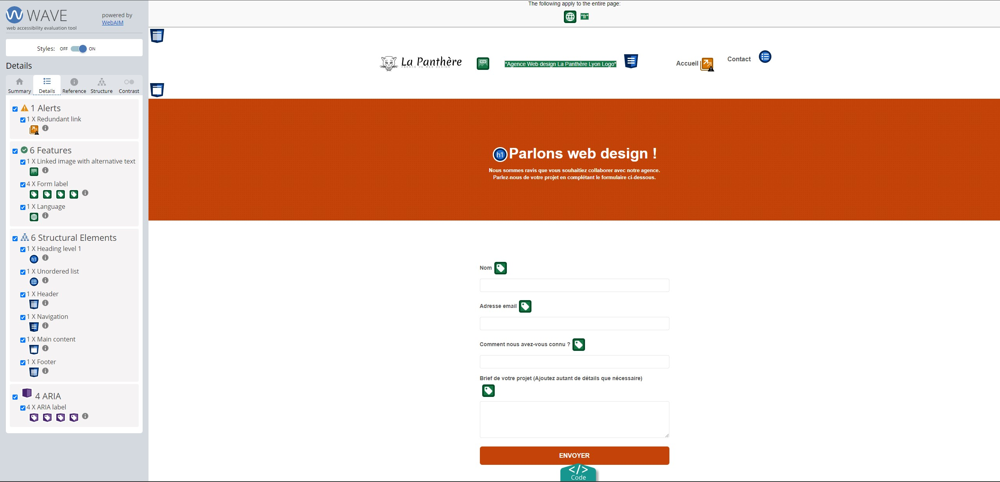 WAVE
powered by
WebAIM
web accessibility evaluation tool
Styles: OFF ON
Details
Summary Details Reference Structure Contrast
1 Alerts
1 X Redundant link
6 Features
1 X Linked image with alternative text
4 X Form label
1 X Language
6 Structural Elements
1 X Heading level 1
h1
1 X Unordered list
1 X Header
1 X Navigation
1 X Main content
1 X Footer
4 ARIA
4 X ARIA label
The following apply to the entire page:
*fr*
La Panthère
AGENCE DE WEB DESIGN
*Agence Web design La Panthère Lyon Logo*
Accueil
Contact
h1 Parlons web design !
Nous sommes ravis que vous souhaitiez collaborer avec notre agence.
Parlez-nous de votre projet en complétant le formulaire ci-dessous.
Nom
Adresse email
Comment nous avez-vous connu ?
Brief de votre projet (Ajoutez autant de détails que nécessaire)
ENVOYER
</>
Code